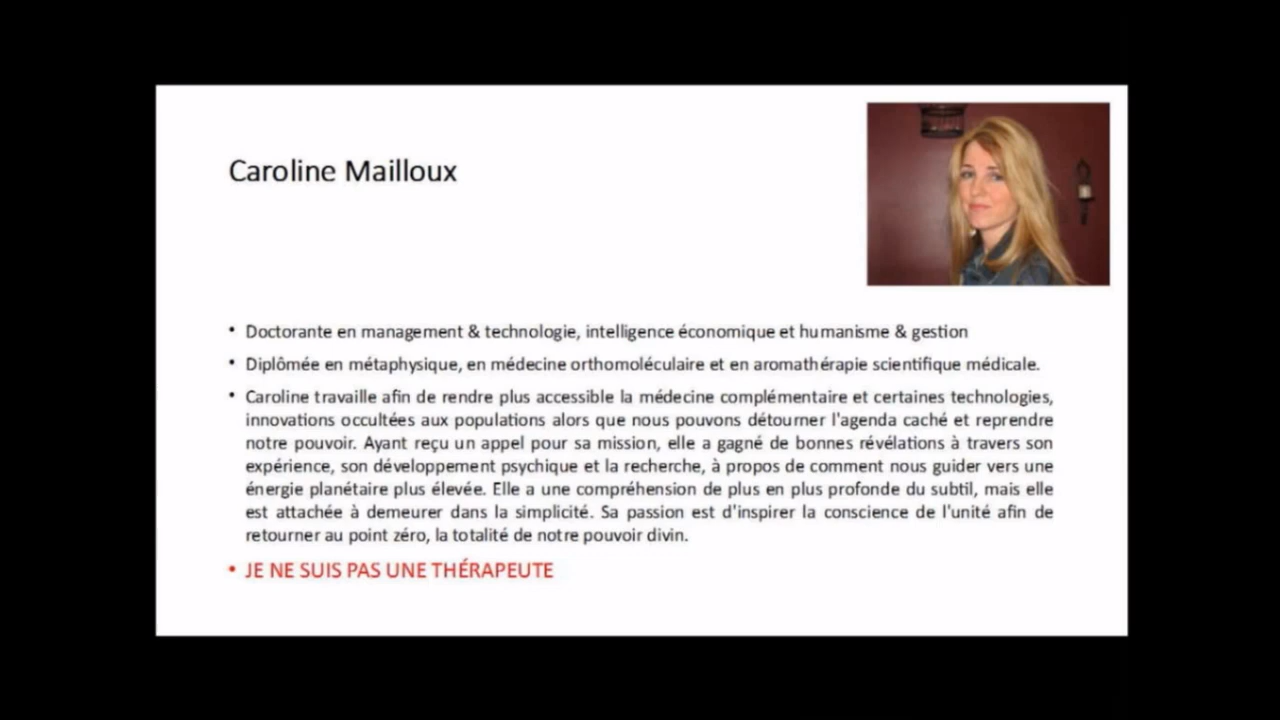 Caroline Mailloux
• Doctorante en management & technologie, intelligence économique et humanisme & gestion
• Diplômée en métaphysique, en médecine orthomoléculaire et en aromathérapie scientifique médicale.
• Caroline travaille afin de rendre plus accessible la médecine complémentaire et certaines technologies,
innovations occultées aux populations alors que nous pouvons détourner l'agenda caché et reprendre
notre pouvoir. Ayant reçu un appel pour sa mission, elle a gagné de bonnes révélations à travers son
expérience, son développement psychique et la recherche, à propos de comment nous guider vers une
énergie planétaire plus élevée. Elle a une compréhension de plus en plus profonde du subtil, mais elle
est attachée à demeurer dans la simplicité. Sa passion est d'inspirer la conscience de l'unité afin de
retourner au point zéro, la totalité de notre pouvoir divin.
• JE NE SUIS PAS UNE THÉRAPEUTE